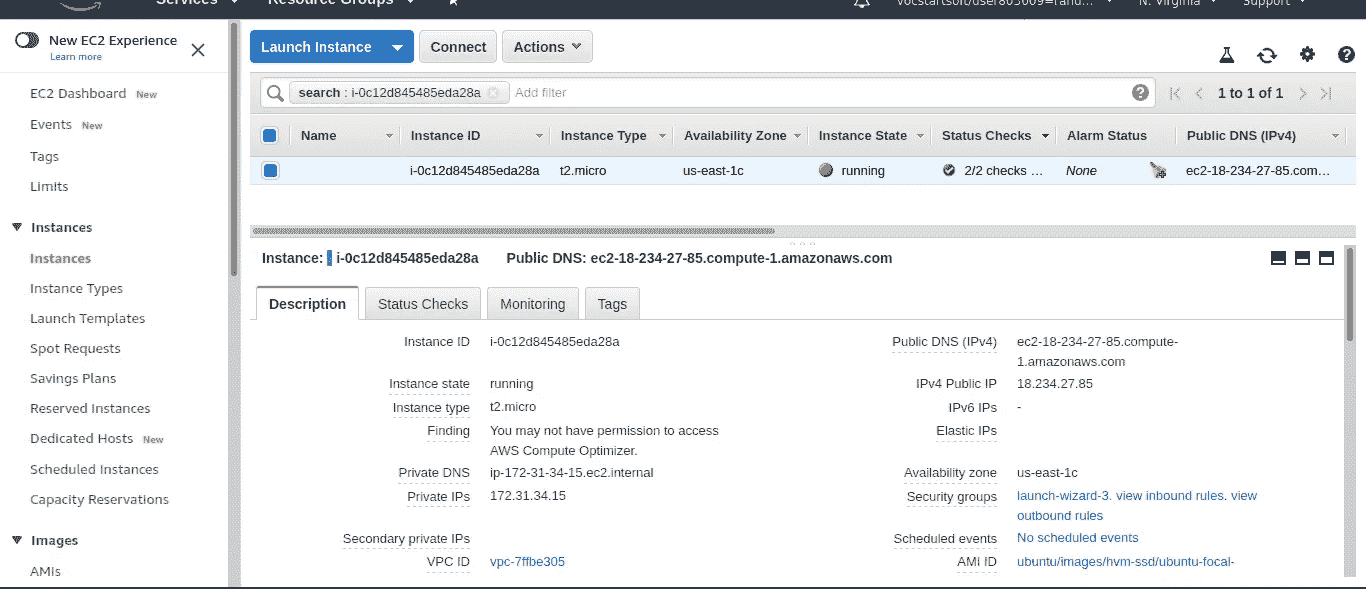 Services Resource Groups N. Virginia Support
New EC2 Experience
Learn more
EC2 Dashboard New
Events New
Tags
Limits
Instances
Instances
Instance Types
Launch Templates
Spot Requests
Savings Plans
Reserved Instances
Dedicated Hosts New
Scheduled Instances
Capacity Reservations
Images
AMIs
Launch Instance Connect Actions
search : i-0c12d845485eda28a Add filter 1 to 1 of 1
Name Instance ID Instance Type Availability Zone Instance State Status Checks Alarm Status Public DNS (IPv4)
i-0c12d845485eda28a t2.micro us-east-1c running 2/2 checks ... None ec2-18-234-27-85.com...
Instance: i-0c12d845485eda28a Public DNS: ec2-18-234-27-85.compute-1.amazonaws.com
Description Status Checks Monitoring Tags
Instance ID i-0c12d845485eda28a Public DNS (IPv4) ec2-18-234-27-85.compute-
1.amazonaws.com
Instance state running IPv4 Public IP 18.234.27.85
Instance type t2.micro IPv6 IPs -
Finding You may not have permission to access Elastic IPs
AWS Compute Optimizer.
Private DNS ip-172-31-34-15.ec2.internal Availability zone us-east-1c
Private IPs 172.31.34.15 Security groups launch-wizard-3. view inbound rules. view
outbound rules
Secondary private IPs Scheduled events No scheduled events
VPC ID vpc-7ffbe305 AMI ID ubuntu/images/hvm-ssd/ubuntu-focal-